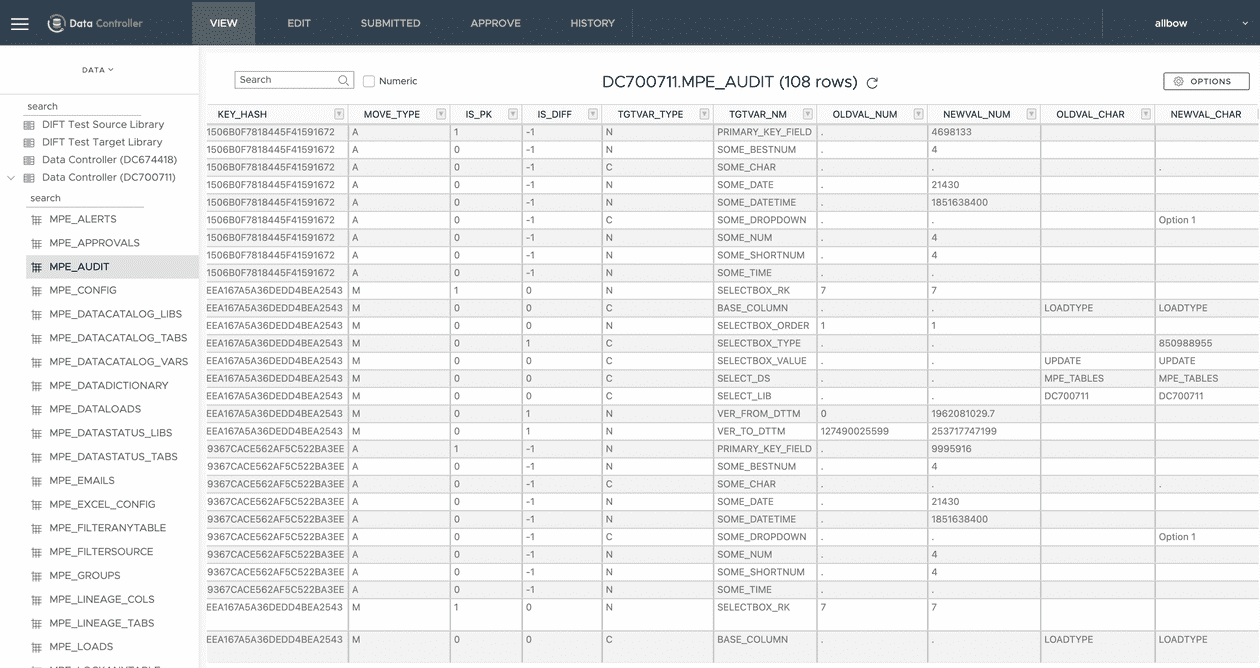 Data Controller VIEW EDIT SUBMITTED APPROVE HISTORY allbow
DATA
search
DIFT Test Source Library
DIFT Test Target Library
Data Controller (DC674418)
Data Controller (DC700711)
search
MPE_ALERTS
MPE_APPROVALS
MPE_AUDIT
MPE_CONFIG
MPE_DATACATALOG_LIBS
MPE_DATACATALOG_TABS
MPE_DATACATALOG_VARS
MPE_DATADICTIONARY
MPE_DATALOADS
MPE_DATASTATUS_LIBS
MPE_DATASTATUS_TABS
MPE_EMAILS
MPE_EXCEL_CONFIG
MPE_FILTERANYTABLE
MPE_FILTERSOURCE
MPE_GROUPS
MPE_LINEAGE_COLS
MPE_LINEAGE_TABS
MPE_LOADS
Search Numeric DC700711.MPE_AUDIT (108 rows) OPTIONS
KEY_HASH MOVE_TYPE IS_PK IS_DIFF TGTVAR_TYPE TGTVAR_NM OLDVAL_NUM NEWVAL_NUM OLDVAL_CHAR NEWVAL_CHAR
1506B0F7818445F41591672 A 1 -1 N PRIMARY_KEY_FIELD . 4698133
1506B0F7818445F41591672 A 0 -1 N SOME_BESTNUM . 4
1506B0F7818445F41591672 A 0 -1 C SOME_CHAR . . .
1506B0F7818445F41591672 A 0 -1 N SOME_DATE . 21430
1506B0F7818445F41591672 A 0 -1 N SOME_DATETIME . 1851638400
1506B0F7818445F41591672 A 0 -1 C SOME_DROPDOWN . . Option 1
1506B0F7818445F41591672 A 0 -1 N SOME_NUM . 4
1506B0F7818445F41591672 A 0 -1 N SOME_SHORTNUM . 4
1506B0F7818445F41591672 A 0 -1 N SOME_TIME . .
EEA167A5A36DEDD4BEA2543 M 1 0 N SELECTBOX_RK 7 7
EEA167A5A36DEDD4BEA2543 M 0 0 C BASE_COLUMN . . LOADTYPE LOADTYPE
EEA167A5A36DEDD4BEA2543 M 0 0 N SELECTBOX_ORDER 1 1
EEA167A5A36DEDD4BEA2543 M 0 1 C SELECTBOX_TYPE . . 850988955
EEA167A5A36DEDD4BEA2543 M 0 0 C SELECTBOX_VALUE . . UPDATE UPDATE
EEA167A5A36DEDD4BEA2543 M 0 0 C SELECT_DS . . MPE_TABLES MPE_TABLES
EEA167A5A36DEDD4BEA2543 M 0 0 C SELECT_LIB . . DC700711 DC700711
EEA167A5A36DEDD4BEA2543 M 0 1 N VER_FROM_DTTM 0 1962081029.7
EEA167A5A36DEDD4BEA2543 M 0 1 N VER_TO_DTTM 127490025599 253717747199
9367CACE562AF5C522BA3EE A 1 -1 N PRIMARY_KEY_FIELD . 9995916
9367CACE562AF5C522BA3EE A 0 -1 N SOME_BESTNUM . 4
9367CACE562AF5C522BA3EE A 0 -1 C SOME_CHAR . . .
9367CACE562AF5C522BA3EE A 0 -1 N SOME_DATE . 21430
9367CACE562AF5C522BA3EE A 0 -1 N SOME_DATETIME . 1851638400
9367CACE562AF5C522BA3EE A 0 -1 C SOME_DROPDOWN . . Option 1
9367CACE562AF5C522BA3EE A 0 -1 N SOME_NUM . 4
9367CACE562AF5C522BA3EE A 0 -1 N SOME_SHORTNUM . 4
9367CACE562AF5C522BA3EE A 0 -1 N SOME_TIME . .
EEA167A5A36DEDD4BEA2543 M 1 0 N SELECTBOX_RK 7 7
EEA167A5A36DEDD4BEA2543 M 0 0 C BASE_COLUMN . . LOADTYPE LOADTYPE